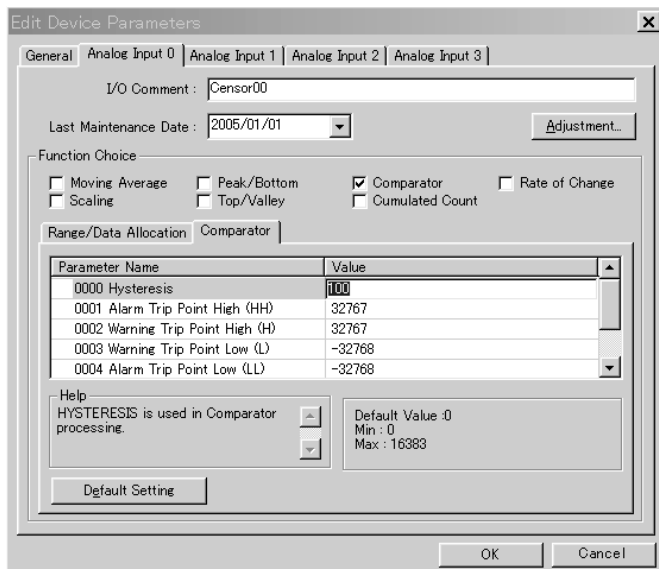 Edit Device Parameters
General Analog Input 0 Analog Input 1 Analog Input 2 Analog Input 3
I/O Comment : Censor00
Last Maintenance Date : 2005/01/01 Adjustment...
Function Choice
Moving Average Peak/Bottom Comparator Rate of Change
Scaling Top/Valley Cumulated Count
Range/Data Allocation Comparator
Parameter Name Value
0000 Hysteresis 100
0001 Alarm Trip Point High (HH) 32767
0002 Warning Trip Point High (H) 32767
0003 Warning Trip Point Low (L) -32768
0004 Alarm Trip Point Low (LL) -32768
Help
HYSTERESIS is used in Comparator
processing.
Default Value :0
Min : 0
Max : 16383
Default Setting
OK Cancel